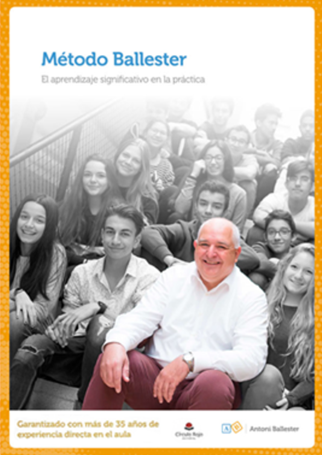 Método Ballester
El aprendizaje significativo en la práctica
Garantizado con más de 35 años de
experiencia directa en el aula
Círculo Rojo
Antoni Ballester